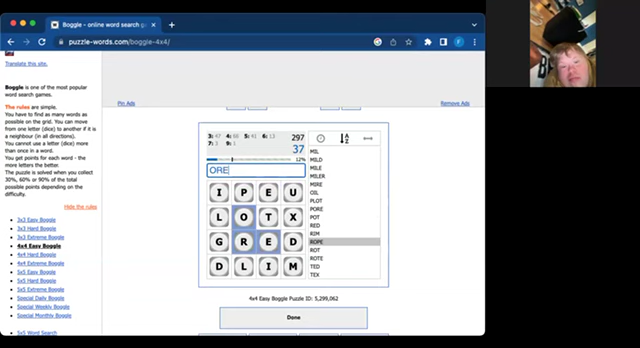 Boggle - online word search g
puzzle-words.com/boggle-4x4/
Translate this site.
Boggle is one of the most popular
word search games.
The rules are simple.
You have to find as many words as
possible on the grid. You can move
from one letter (dice) to another if it is
a neighbour (in all directions).
You cannot use a letter (dice) more
than once in a word.
You get points for each word - the
more letters the better.
The puzzle is solved when you collect
30%, 60% or 90% of the total
possible points depending on the
difficulty.
Hide the rules
3x3 Easy Boggle
3x3 Hard Boggle
3x3 Extreme Boggle
4x4 Easy Boggle
4x4 Hard Boggle
4x4 Extreme Boggle
5x5 Easy Boggle
5x5 Hard Boggle
5x5 Extreme Boggle
Special Daily Boggle
Special Weekly Boggle
Special Monthly Boggle
5x5 Word Search
Pin Ads
Remove Ads
297
37
12%
ORE
I P E U
L O T X
G R E D
D L I M
A
Z
MIL
MILD
MILE
MILER
MIRE
OIL
PLOT
PORE
POT
RED
RIM
ROPE
ROT
ROTE
TED
TEX
4x4 Easy Boggle Puzzle ID: 5,299,062
Done